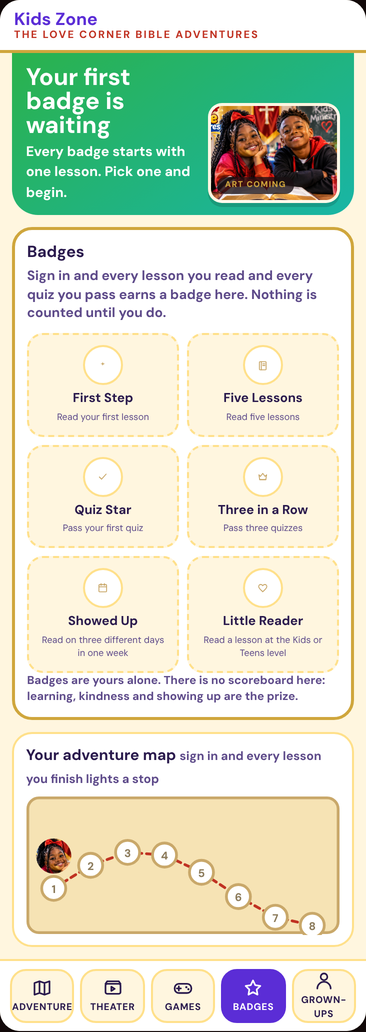 Kids Zone
THE LOVE CORNER BIBLE ADVENTURES
Your first
badge is
waiting
Every badge starts with
one lesson. Pick one and
begin.
ART COMING
Badges
Sign in and every lesson you read and every
quiz you pass earns a badge here. Nothing is
counted until you do.
First Step
Read your first lesson
Five Lessons
Read five lessons
Quiz Star
Pass your first quiz
Three in a Row
Pass three quizzes
Showed Up
Read on three different days
in one week
Little Reader
Read a lesson at the Kids or
Teens level
Badges are yours alone. There is no scoreboard here:
learning, kindness and showing up are the prize.
Your adventure map sign in and every lesson
you finish lights a stop
1
2
3
4
5
6
7
8
ADVENTURE
THEATER
GAMES
BADGES
GROWN-
UPS